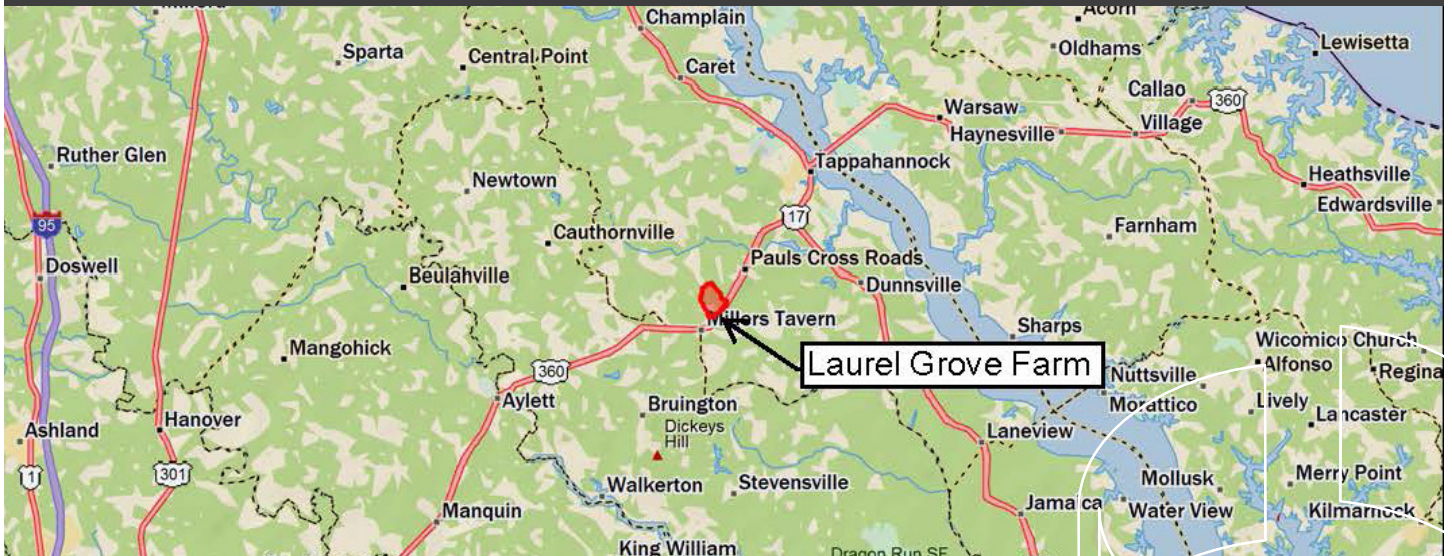 Champlain
Acorn
Sparta
Central Point
Oldhams
Lewisetta
Caret
Callao
360
Warsaw
Haynesville
Village
Ruther Glen
Tappahannock
Newtown
Heathsville
Edwardsville
95
17
Farnham
Cauthornville
Doswell
Beulahville
Pauls Cross Roads
Dunnsville
Millers Tavern
Sharps
Mangohick
Laurel Grove Farm
Wicomico Church
Alfonso
Regina
360
Nuttsville
Aylett
Bruington
Morattico
Lively
Hanover
Dickeys
Hill
Lancaster
Ashland
Laneview
301
1
Walkerton
Stevensville
Mollusk
Merry Point
Manquin
Jamaica
Water View
Kilmarnock
King William
Dragon Run SF